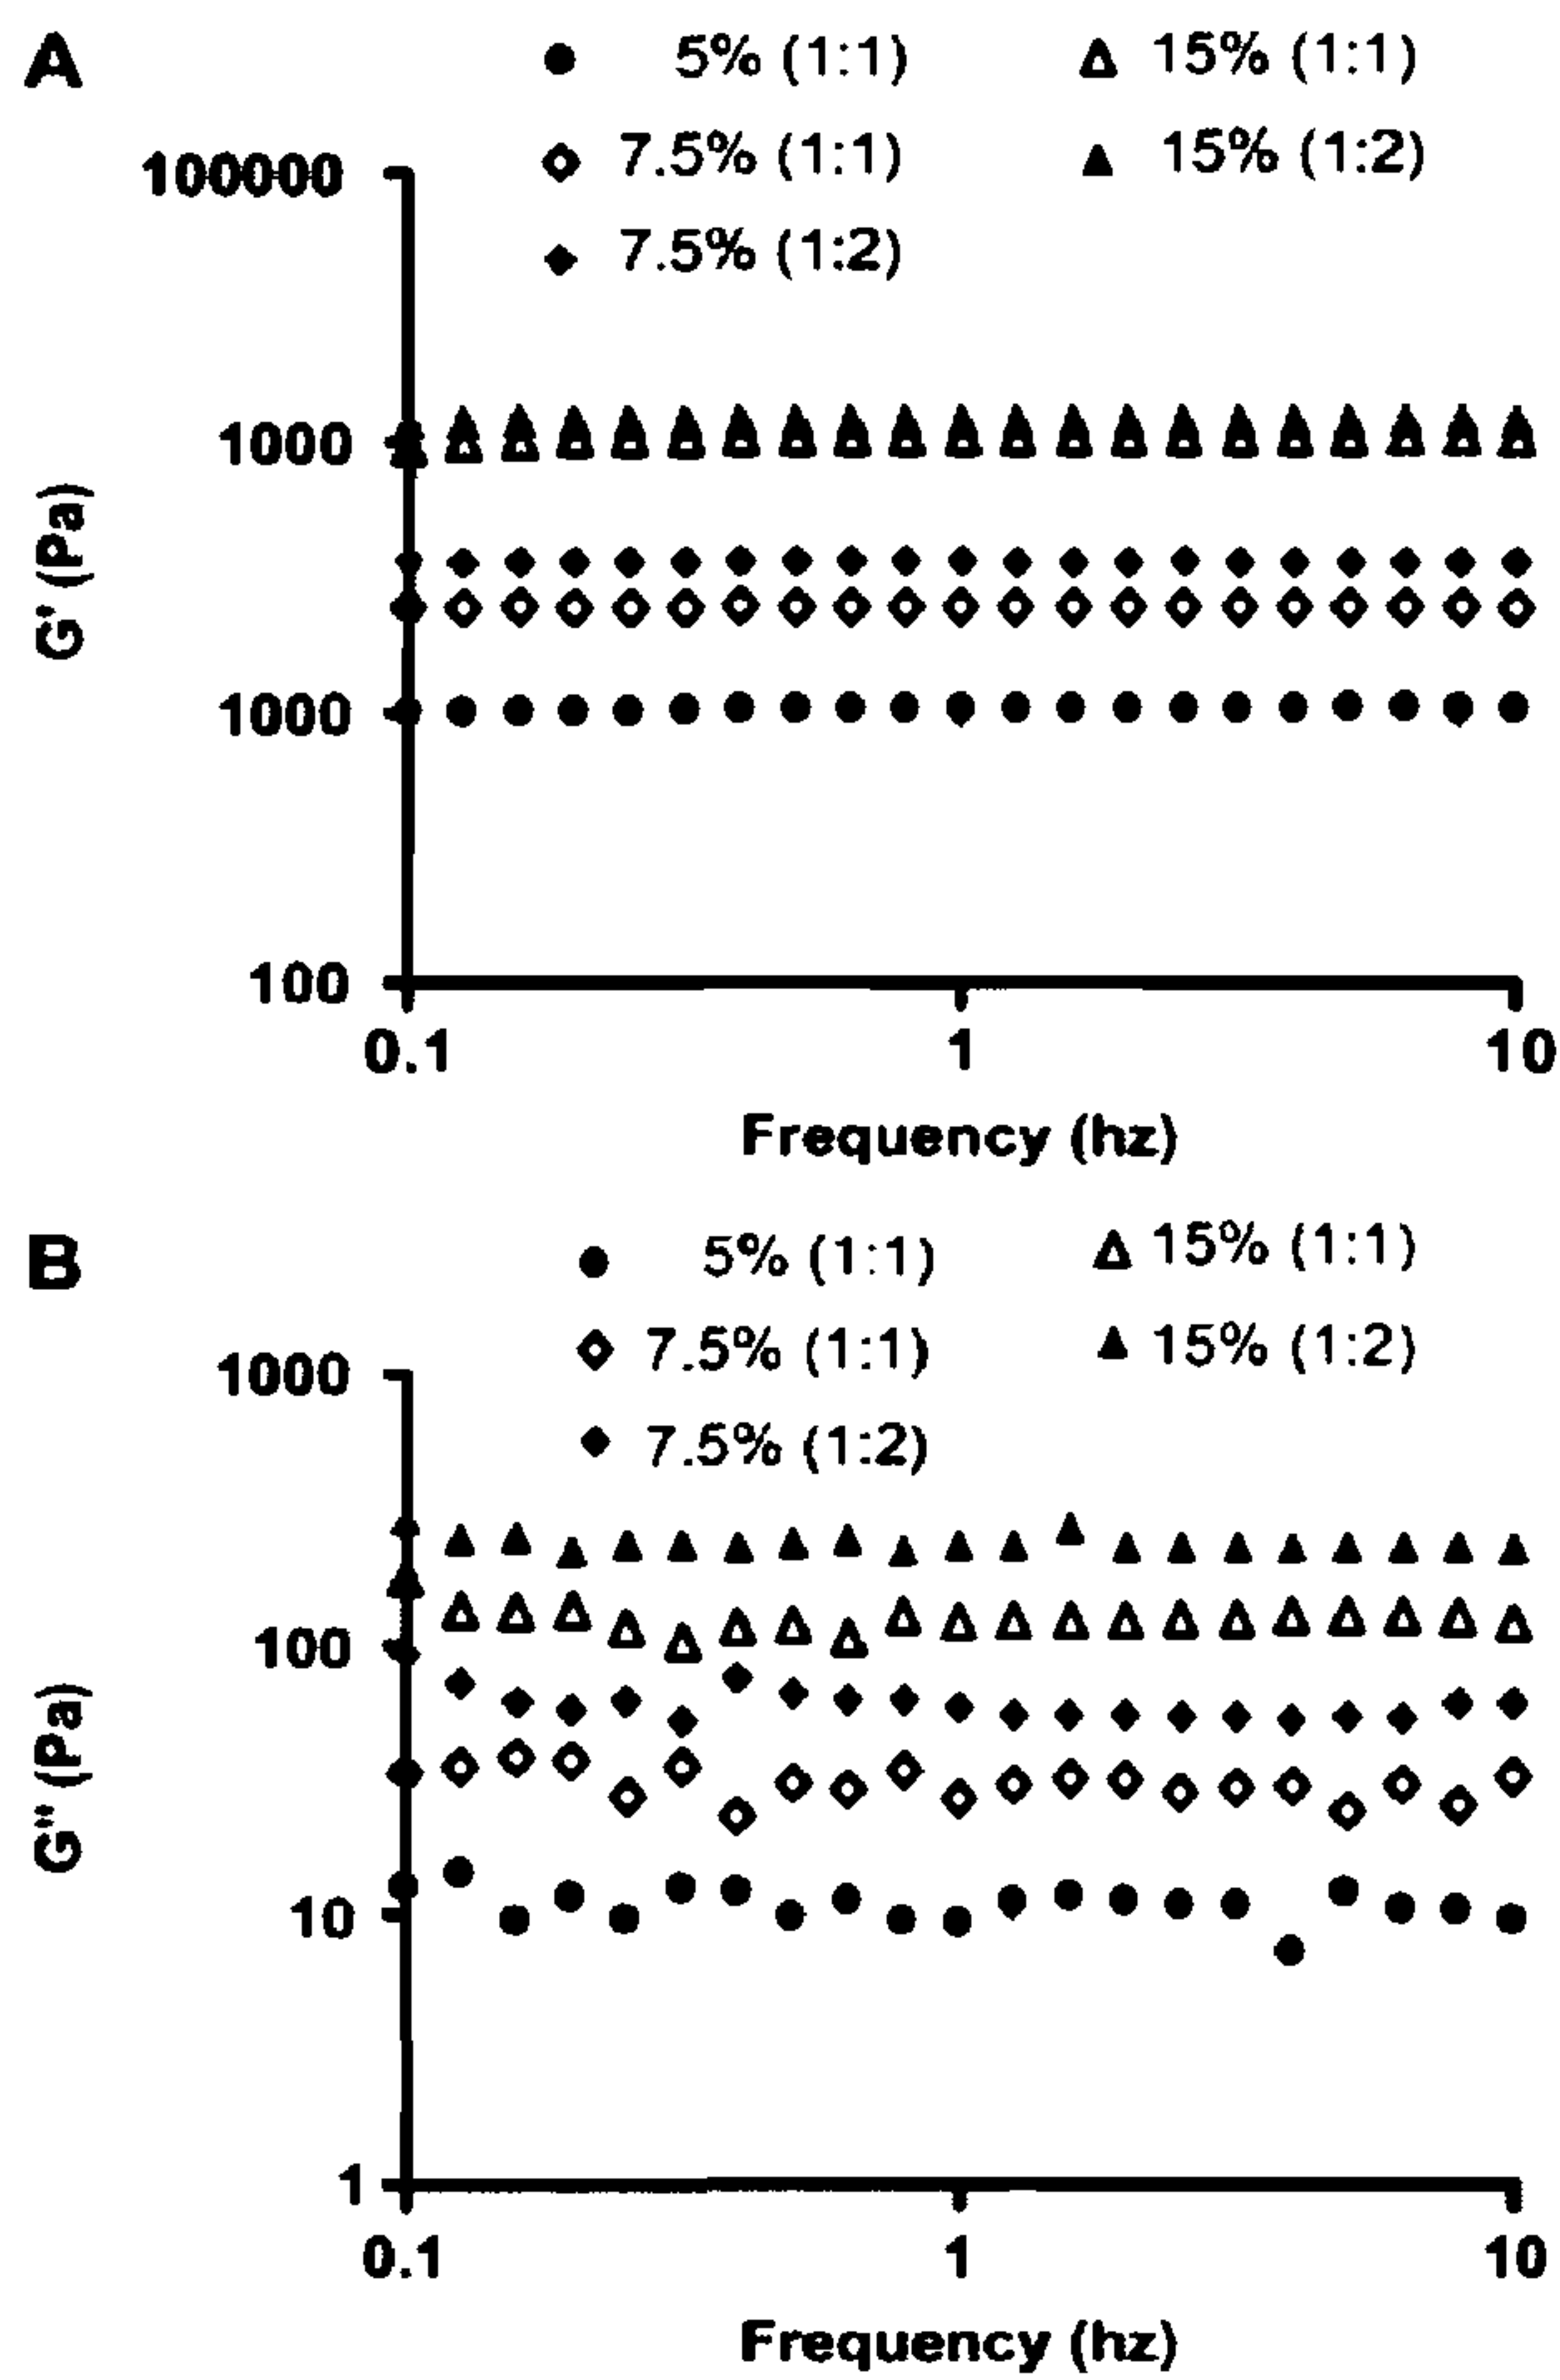 A
5% (1:1) 15% (1:1)
7.5% (1:1) 15% (1:2)
7.5% (1:2)
100000
1000
1000
100
G' (Pa)
0.1 1 10
Frequency (hz)
B
5% (1:1) 15% (1:1)
7.5% (1:1) 15% (1:2)
7.5% (1:2)
1000
100
10
1
G" (Pa)
0.1 1 10
Frequency (hz)